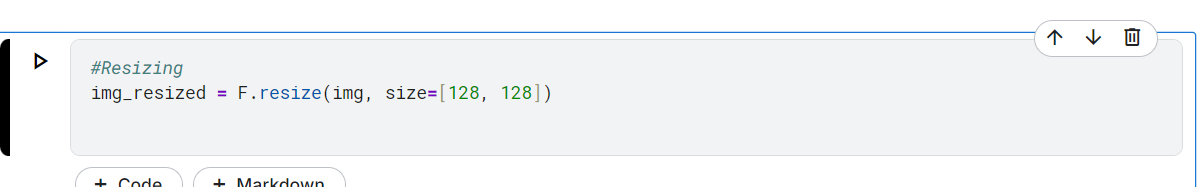 #Resizing
img_resized = F.resize(img, size=[128, 128])
+ Code + Markdown